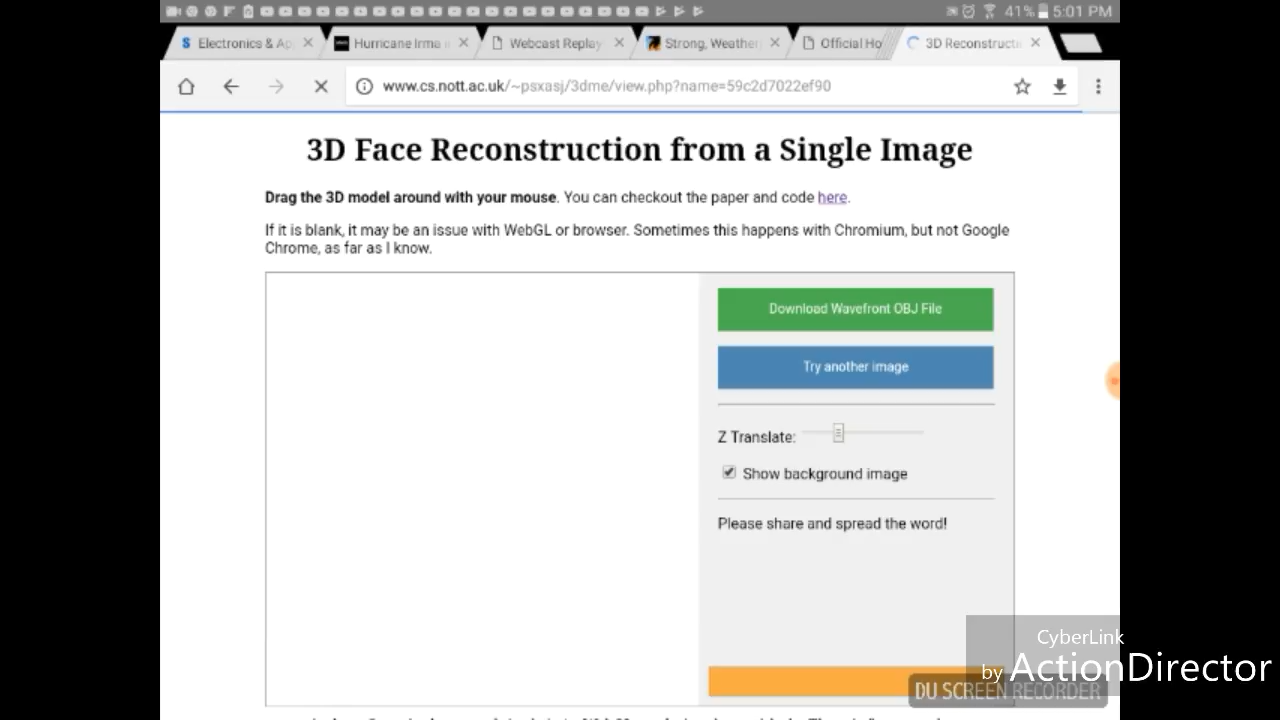 41% 5:01 PM
Electronics & Ap
Hurricane Irma
Webcast Replay
Strong, Weather
Official Ho
3D Reconstructi
www.cs.nott.ac.uk/~psxasj/3dme/view.php?name=59c2d7022ef90
3D Face Reconstruction from a Single Image
Drag the 3D model around with your mouse. You can checkout the paper and code here.
If it is blank, it may be an issue with WebGL or browser. Sometimes this happens with Chromium, but not Google
Chrome, as far as I know.
Download Wavefront OBJ File
Try another image
Z Translate:
Show background image
Please share and spread the word!
CyberLink
by ActionDirector
DU SCREEN RECORDER